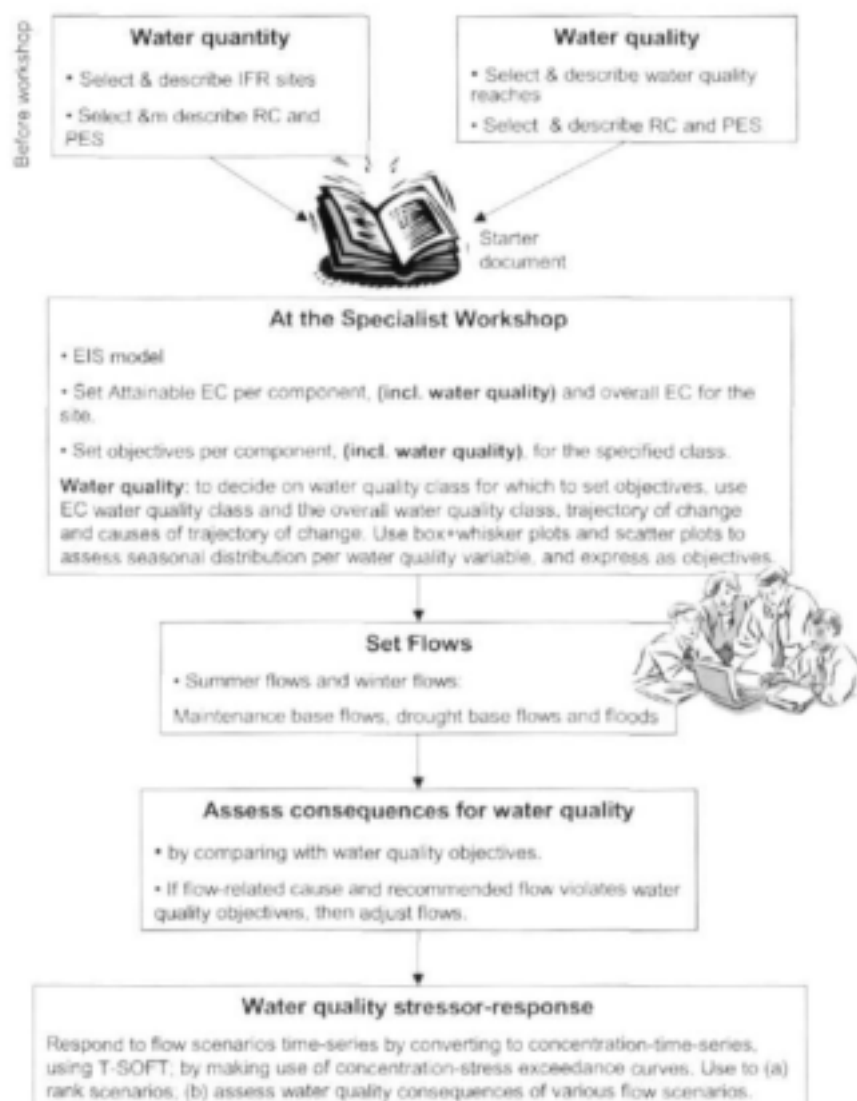 Before workshop
Water quantity
• Select & describe IFR sites
• Select &m describe RC and
PES
Water quality
• Select & describe water quality
reaches
• Select & describe RC and PES
Starter
document
At the Specialist Workshop
• EIS model
• Set Attainable EC per component, (incl. water quality) and overall EC for the
site.
• Set objectives per component, (incl. water quality), for the specified class.
Water quality: to decide on water quality class for which to set objectives, use
EC water quality class and the overall water quality class, trajectory of change
and causes of trajectory of change. Use box+whisker plots and scatter plots to
assess seasonal distribution per water quality variable, and express as objectives.
Set Flows
• Summer flows and winter flows:
Maintenance base flows, drought base flows and floods
Assess consequences for water quality
• by comparing with water quality objectives.
• If flow-related cause and recommended flow violates water
quality objectives, then adjust flows.
Water quality stressor-response
Respond to flow scenarios time-series by converting to concentration-time-series,
using T-SOFT; by making use of concentration-stress exceedance curves. Use to (a)
rank scenarios; (b) assess water quality consequences of various flow scenarios.